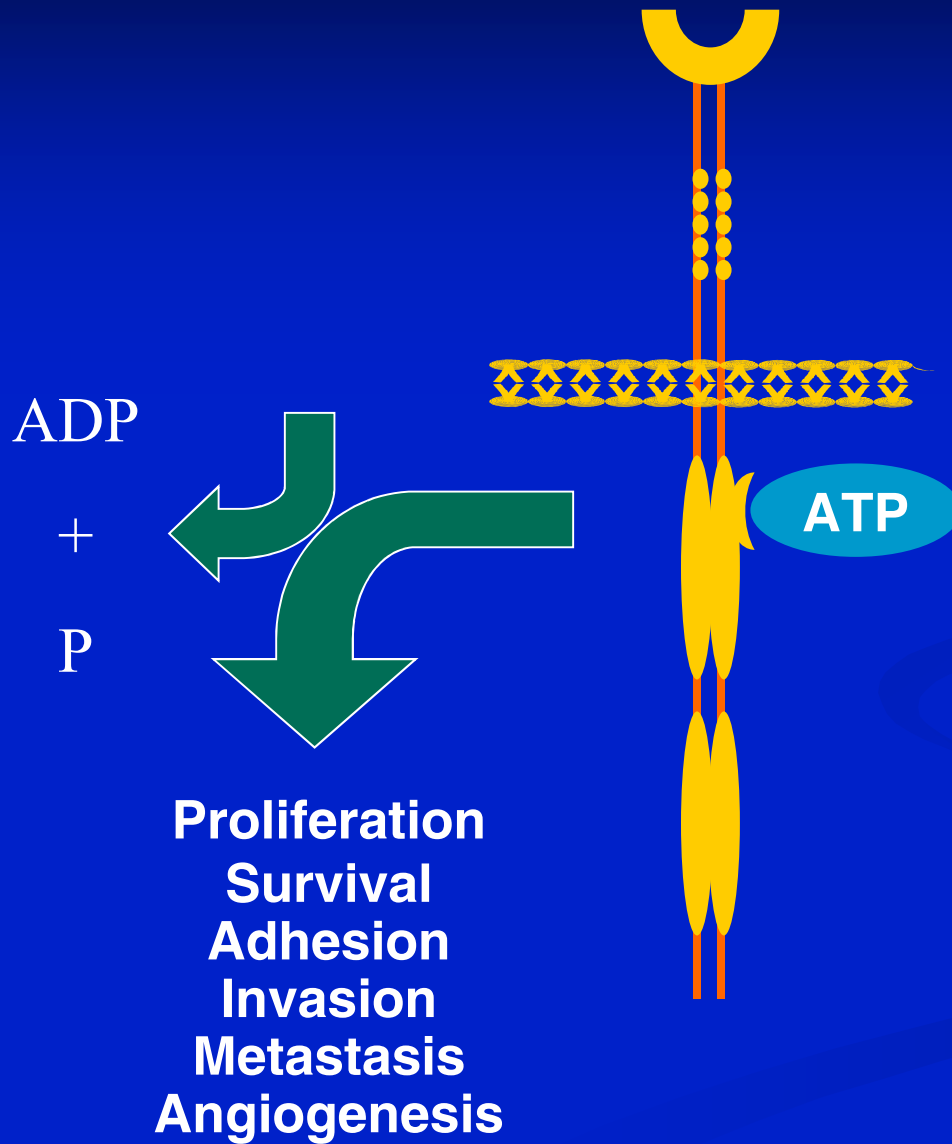 ADP
+
P
ATP
Proliferation
Survival
Adhesion
Invasion
Metastasis
Angiogenesis